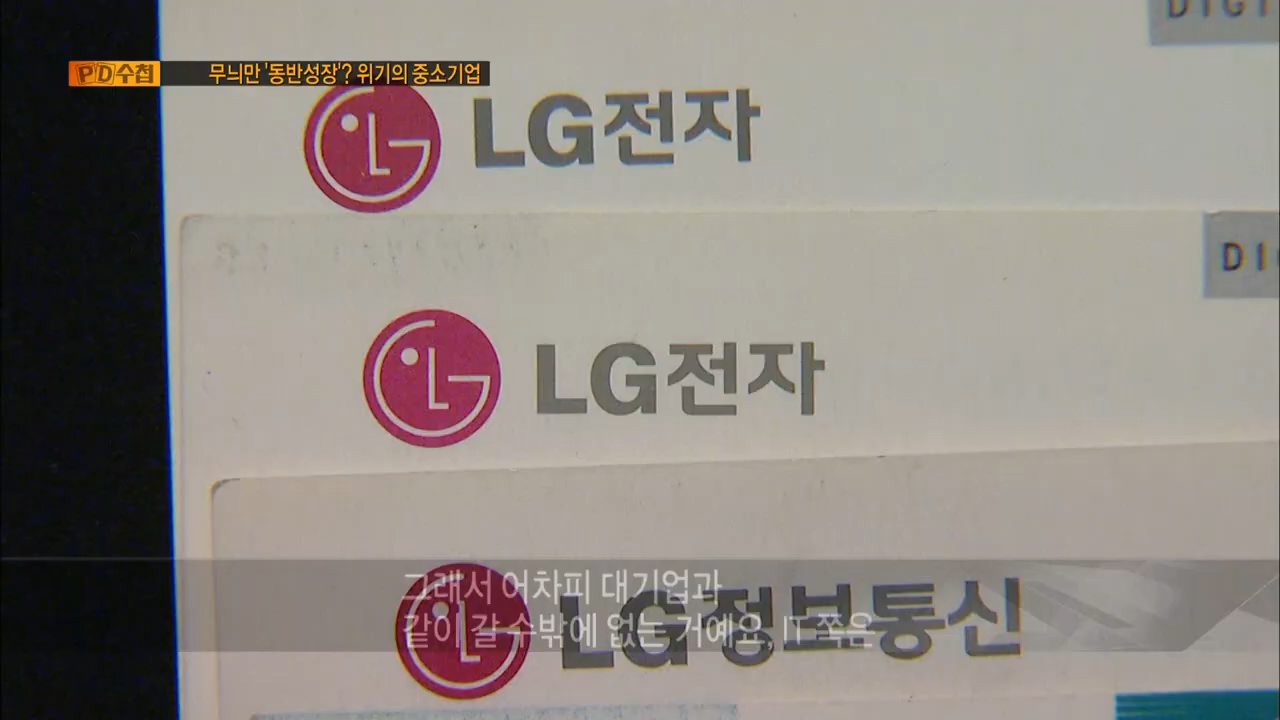 DIGI
PD수첩 무늬만 '동반성장'? 위기의 중소기업
LG전자
DI
LG전자
그래서 어차피 대기업과
LG정보통신
같이 갈 수밖에 없는 거예요, IT 쪽은